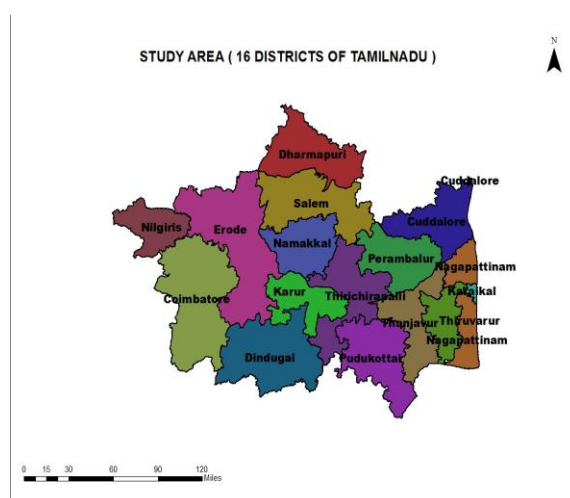 N
STUDY AREA ( 16 DISTRICTS OF TAMILNADU )
Dharmapuri
Cuddalore
Salem
Cuddalore
Nilgiris
Erode
Namakkal
Perambalur
Nagapattinam
Karur
Karaikal
Coimbatore
Thirichirapalli
Thanjavur
Thiruvarur
Nagapattinam
Dindugal
Pudukottai
0 15 30 60 90 120
Miles